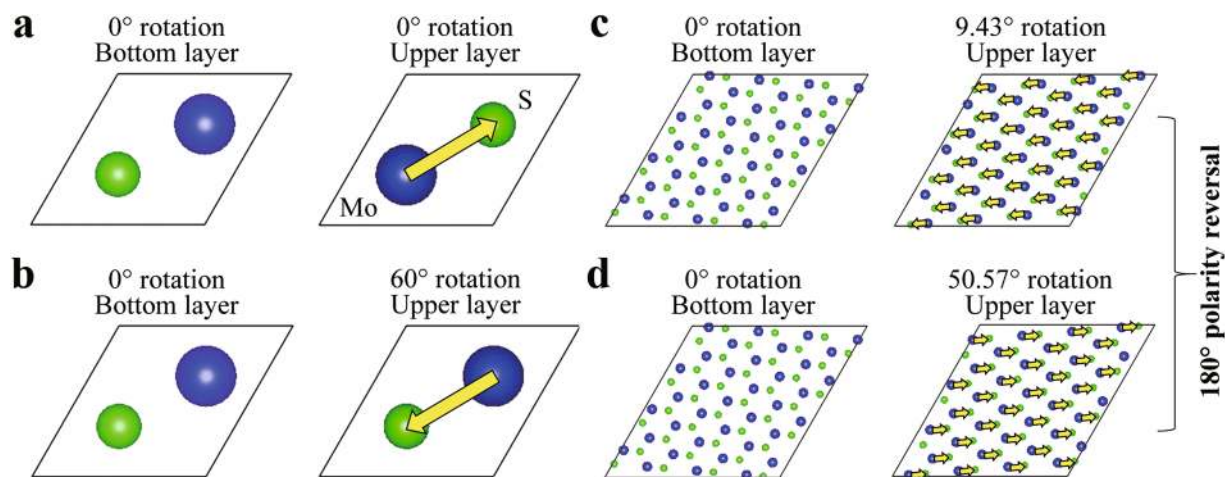 a
0° rotation
Bottom layer
0° rotation
Upper layer
S
Mo
b
0° rotation
Bottom layer
60° rotation
Upper layer
c
0° rotation
Bottom layer
9.43° rotation
Upper layer
d
0° rotation
Bottom layer
50.57° rotation
Upper layer
180° polarity reversal